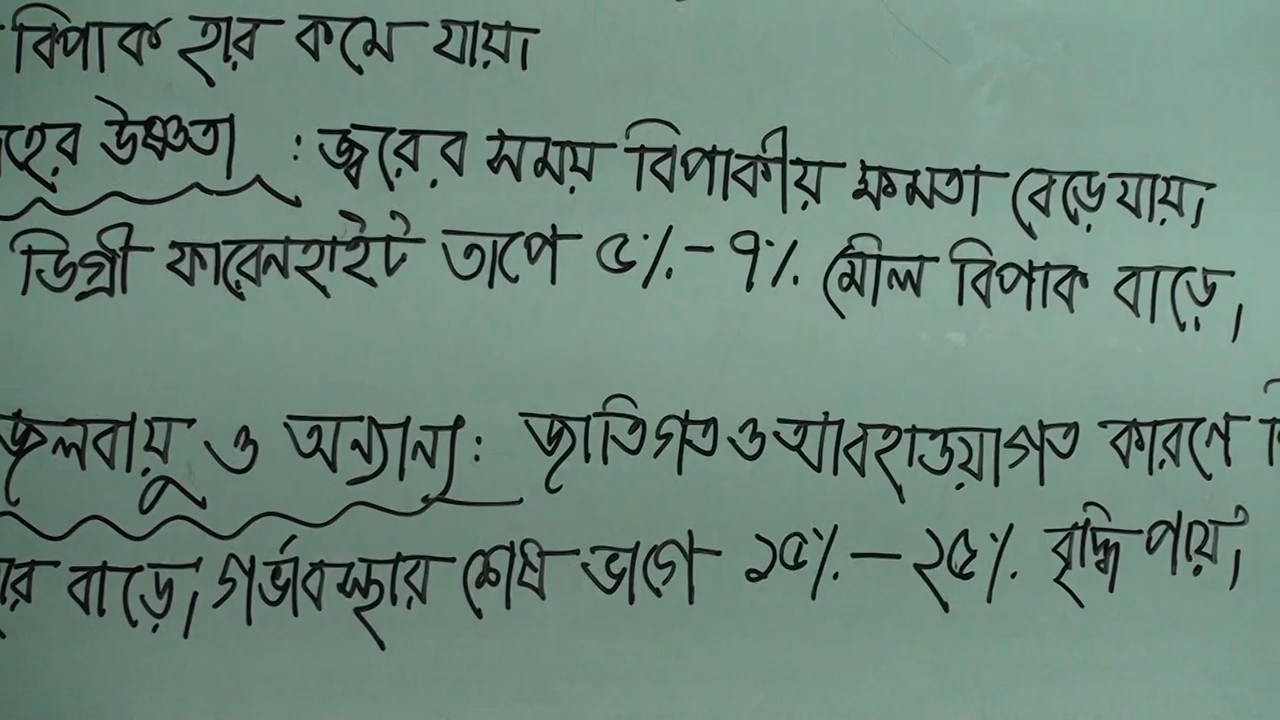 বিপাক হার কমে যায়।
হের উষ্ণতা : জ্বরের সময় বিপাকীয় ক্ষমতা বেড়ে যায়।
ডিগ্রী ফারেনহাইট তাপে ৫%-৭% মৌল বিপাক বাড়ে।
জলবায়ু ও অন্যান্য: জাতিগত ও আবহাওয়াগত কারণে
ার বাড়ে। গর্ভাবস্থার শেষ ভাগে ১৫%-২৫% বৃদ্ধি পায়।